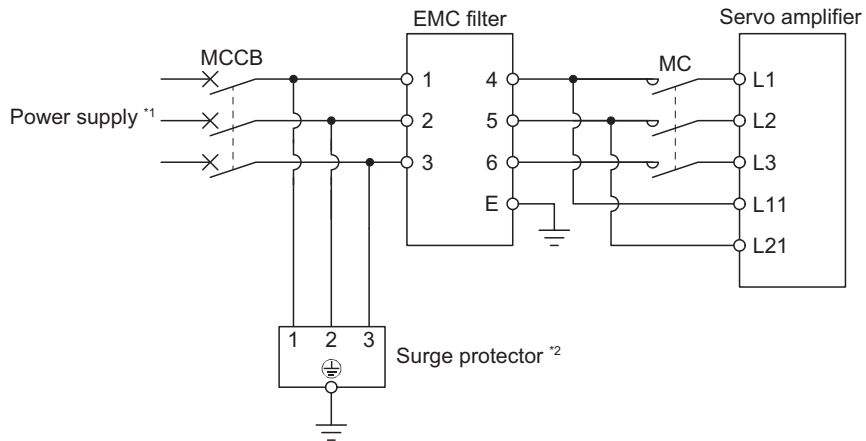 EMC filter
Servo amplifier
MCCB
MC
1
4
L1
Power supply *1
2
5
L2
3
6
L3
E
L11
L21
1 2 3
Surge protector *2